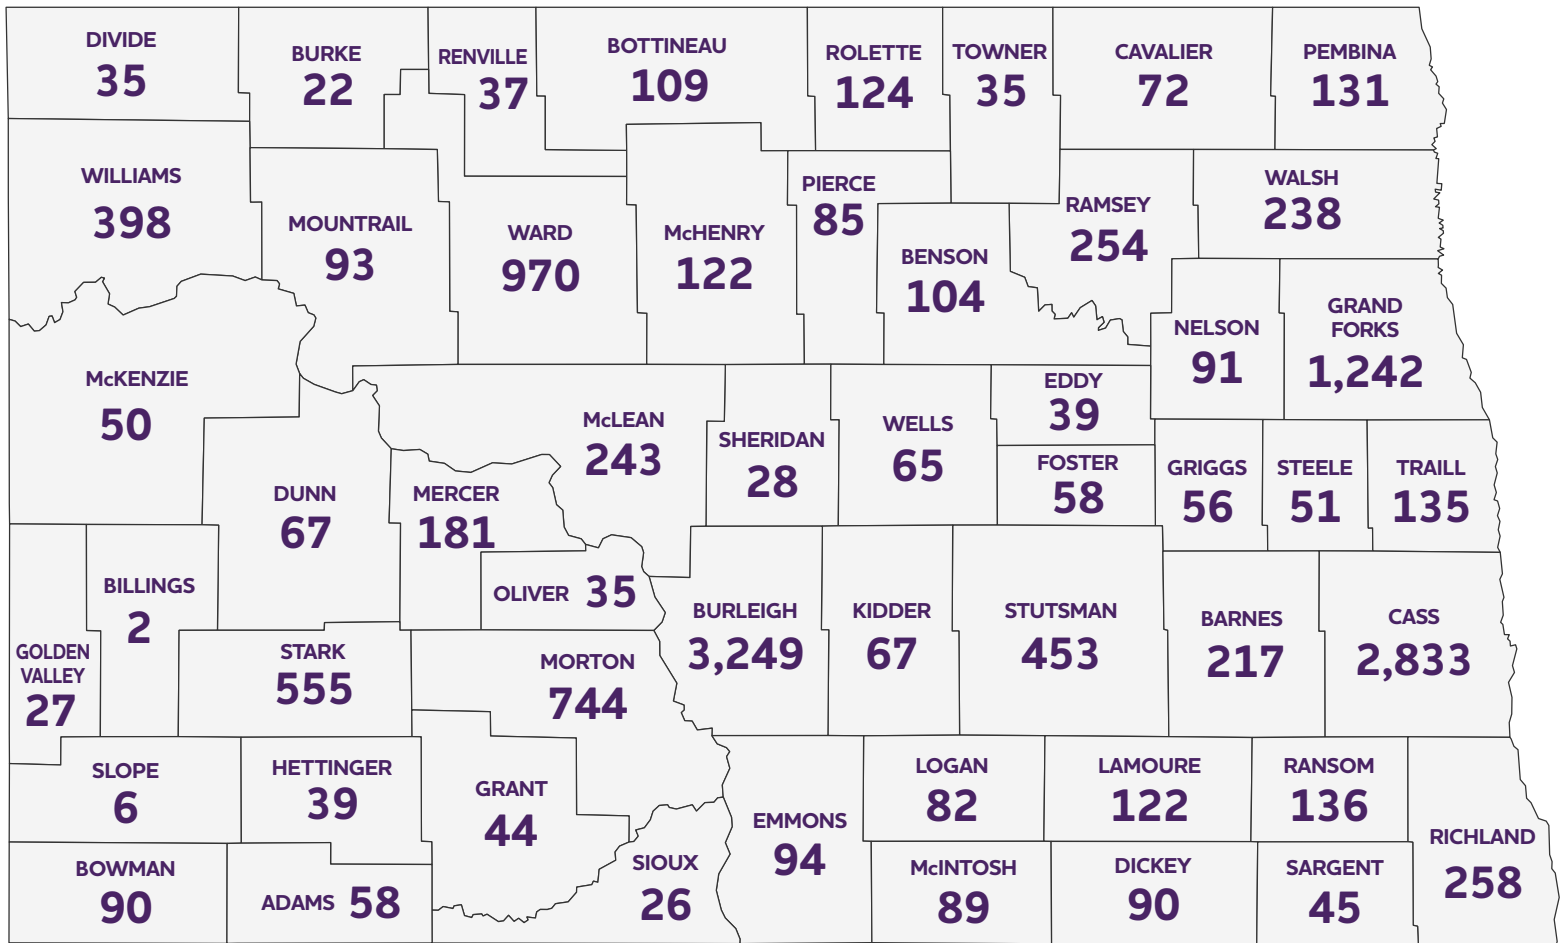 DIVIDE
35
BURKE
22
RENVILLE
37
BOTTINEAU
109
ROLETTE
124
TOWNER
35
CAVALIER
72
PEMBINA
131
WILLIAMS
398
MOUNTRAIL
93
WARD
970
McHENRY
122
PIERCE
85
BENSON
104
RAMSEY
254
WALSH
238
McKENZIE
50
NELSON
91
GRAND
FORKS
1,242
DUNN
67
MERCER
181
McLEAN
243
SHERIDAN
28
WELLS
65
EDDY
39
FOSTER
58
GRIGGS
56
STEELE
51
TRAILL
135
GOLDEN
VALLEY
27
BILLINGS
2
STARK
555
OLIVER 35
MORTON
744
BURLEIGH
3,249
KIDDER
67
STUTSMAN
453
BARNES
217
CASS
2,833
SLOPE
6
HETTINGER
39
GRANT
44
EMMONS
94
LOGAN
82
LAMOURE
122
RANSOM
136
RICHLAND
258
BOWMAN
90
ADAMS 58
SIOUX
26
McINTOSH
89
DICKEY
90
SARGENT
45